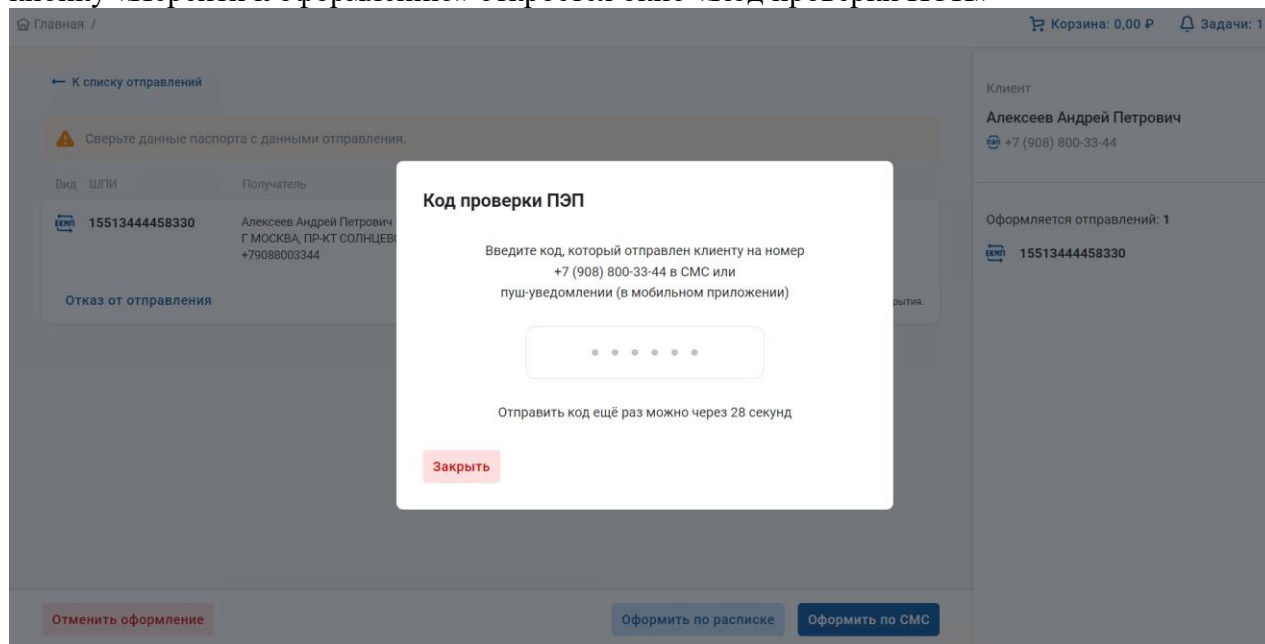 Главная /
Корзина: 0,00 ₽
Задачи: 1
← К списку отправлений
Сверьте данные паспорта с данными отправления.
Вид ШПИ Получатель
ЕКМП 15513444458330
Алексеев Андрей Петрович
Г МОСКВА, ПР-КТ СОЛНЦЕВ
+79088003344
Отказ от отправления
рытия.
Код проверки ПЭП
Введите код, который отправлен клиенту на номер
+7 (908) 800-33-44 в СМС или
пуш-уведомлении (в мобильном приложении)
Отправить код ещё раз можно через 28 секунд
Закрыть
Отменить оформление
Оформить по расписке
Оформить по СМС
Клиент
Алексеев Андрей Петрович
пэп +7 (908) 800-33-44
Оформляется отправлений: 1
ЕКМП 15513444458330